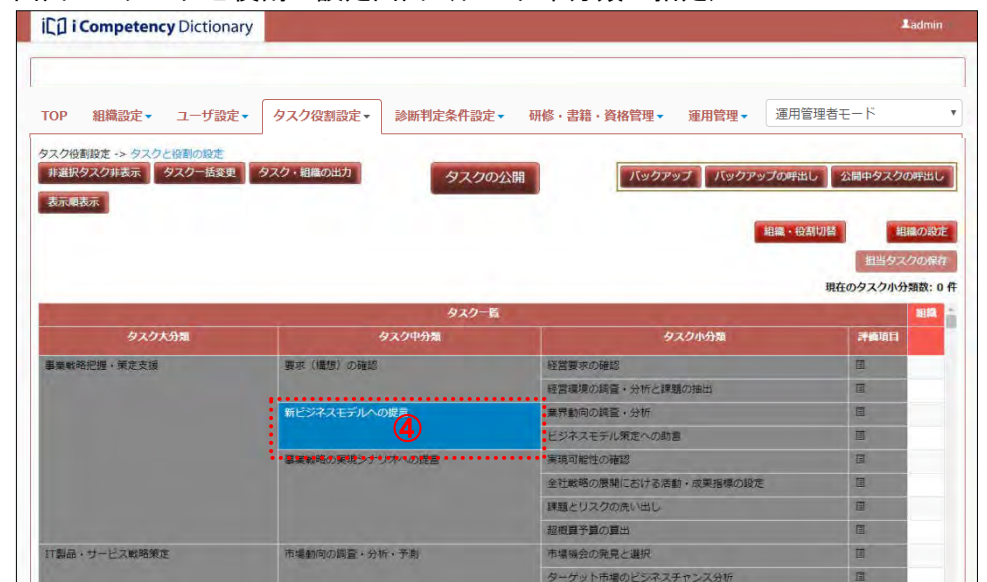 i Competency Dictionary
admin
TOP 組織設定 ユーザ設定 タスク役割設定 診断判定条件設定 研修・書籍・資格管理 運用管理 運用管理者モード
タスク役割設定 -> タスクと役割の設定
非選択タスク非表示 タスク一括変更 タスク・組織の出力 タスクの公開 バックアップ バックアップの呼出し 公開中タスクの呼出し
表示順表示
組織・役割切替 組織の設定
担当タスクの保存
現在のタスク小分類数: 0 件
タスク一覧 組織
タスク大分類 タスク中分類 タスク小分類 評価項目
事業戦略把握・策定支援 要求（構想）の確認 経営要求の確認
経営環境の調査・分析と課題の抽出
新ビジネスモデルへの提言 業界動向の調査・分析
④
ビジネスモデル策定への助言
事業戦略の実現シナリオへの提言 実現可能性の確認
全社戦略の展開における活動・成果指標の設定
課題とリスクの洗い出し
超概算予算の算出
IT製品・サービス戦略策定 市場動向の調査・分析・予測 市場機会の発見と選択
ターゲット市場のビジネスチャンス分析